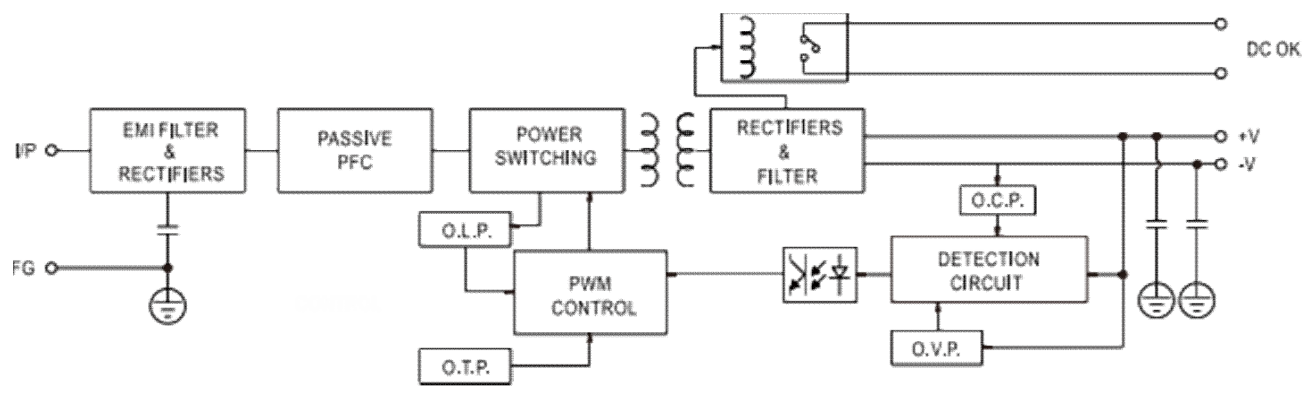 DC OK
I/P
EMI FILTER
&
RECTIFIERS
PASSIVE
PFC
POWER
SWITCHING
RECTIFIERS
&
FILTER
+V
-V
O.C.P.
O.L.P.
FG
PWM
CONTROL
DETECTION
CIRCUIT
O.T.P.
O.V.P.